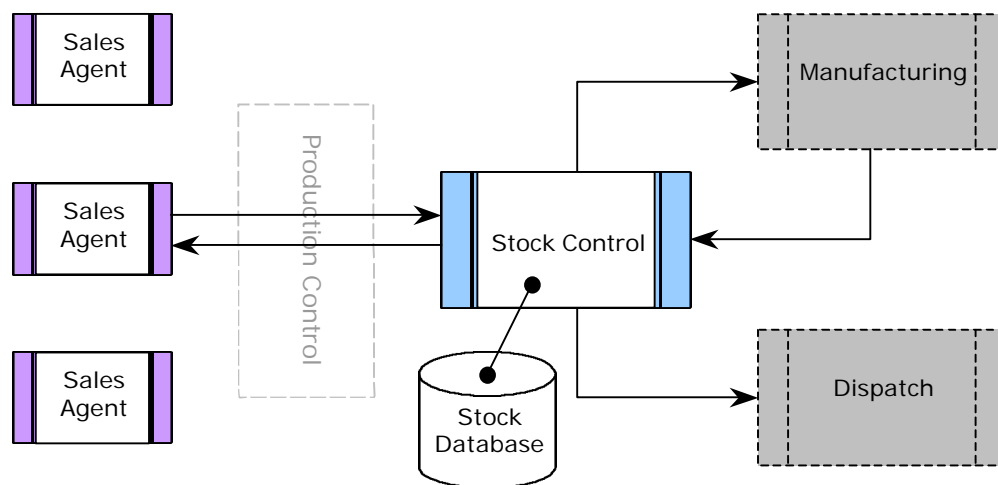 Sales
Agent
Manufacturing
Production Control
Sales
Agent
Stock Control
Sales
Agent
Dispatch
Stock
Database